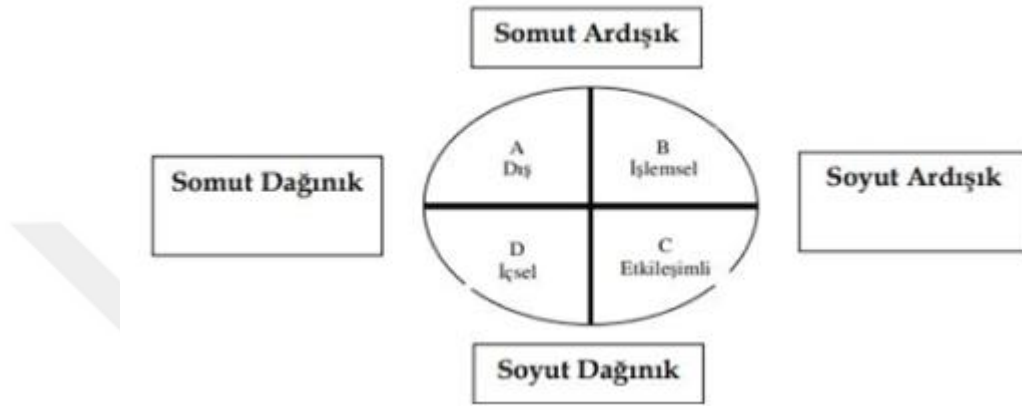 Somut Ardışık
A
Dış
B
İşlemsel
Somut Dağınık
Soyut Ardışık
D
İçsel
C
Etkileşimli
Soyut Dağınık